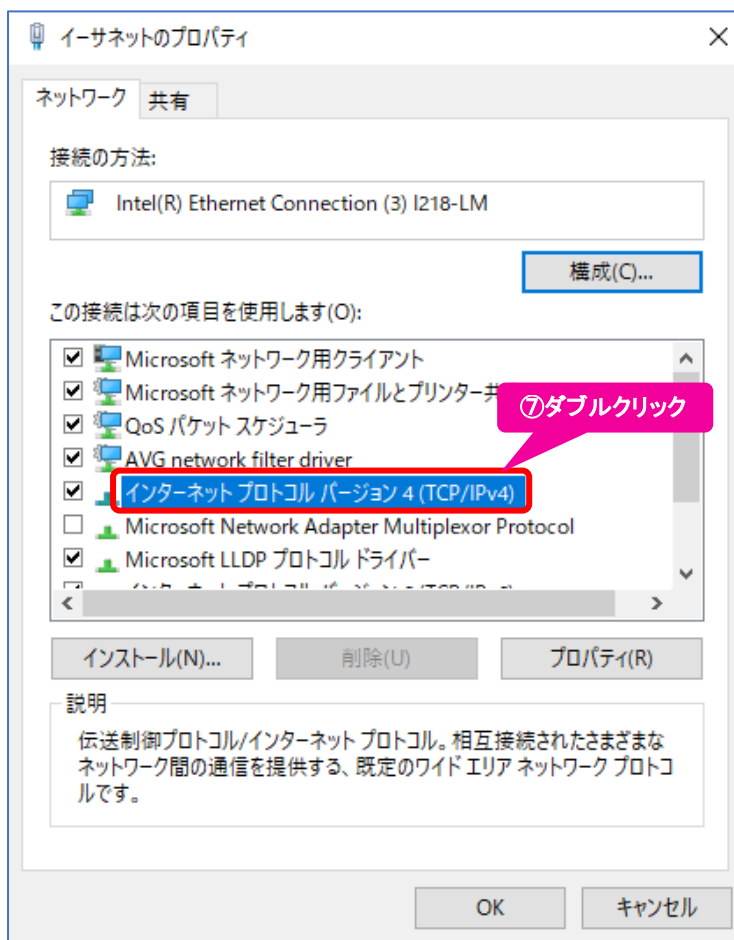 イーサネットのプロパティ
ネットワーク 共有
接続の方法:
Intel(R) Ethernet Connection (3) I218-LM
構成(C)...
この接続は次の項目を使用します(O):
Microsoft ネットワーク用クライアント
Microsoft ネットワーク用ファイルとプリンター共
⑦ダブルクリック
QoS パケット スケジューラ
AVG network filter driver
インターネット プロトコル バージョン 4 (TCP/IPv4)
Microsoft Network Adapter Multiplexor Protocol
Microsoft LLDP プロトコル ドライバー
インストール(N)... 削除(U) プロパティ(R)
説明
伝送制御プロトコル/インターネット プロトコル。相互接続されたさまざまな
ネットワーク間の通信を提供する、既定のワイド エリア ネットワーク プロトコ
ルです。
OK キャンセル